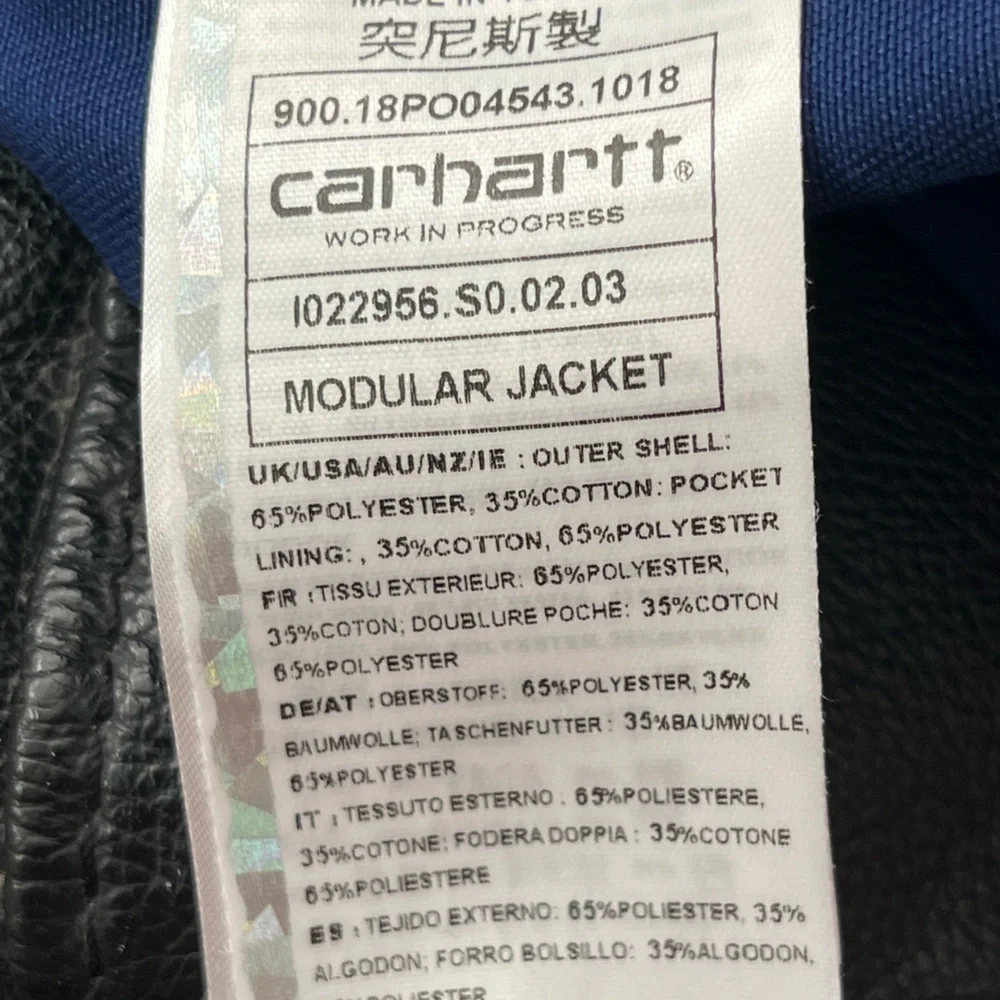 MADE IN
突尼斯製
900.18PO04543.1018
carhartt®
WORK IN PROGRESS
I022956.S0.02.03
MODULAR JACKET
UK/USA/AU/NZ/IE : OUTER SHELL:
65%POLYESTER, 35%COTTON: POCKET
LINING: , 35%COTTON, 65%POLYESTER
FR : TISSU EXTERIEUR: 65%POLYESTER,
35%COTON; DOUBLURE POCHE: 35%COTON
65%POLYESTER
DE/AT : OBERSTOFF: 65%POLYESTER, 35%
BAUMWOLLE; TASCHENFUTTER : 35%BAUMWOLLE,
65%POLYESTER
IT : TESSUTO ESTERNO : 65%POLIESTERE,
35%COTONE; FODERA DOPPIA : 35%COTONE
65%POLIESTERE
ES : TEJIDO EXTERNO: 65%POLIESTER, 35%
ALGODON; FORRO BOLSILLO: 35%ALGODON,